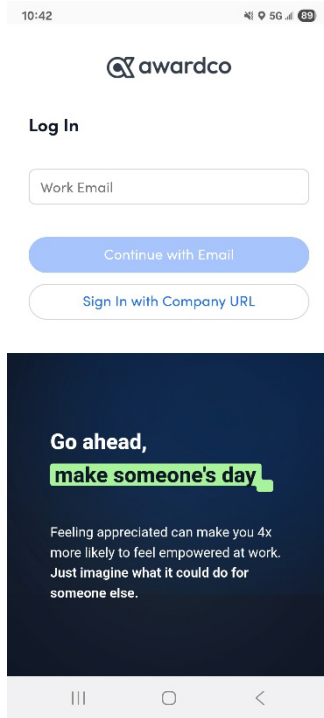 10:42 5G 89
awardco
Log In
Work Email
Continue with Email
Sign In with Company URL
Go ahead,
make someone's day
Feeling appreciated can make you 4x
more likely to feel empowered at work.
Just imagine what it could do for
someone else.